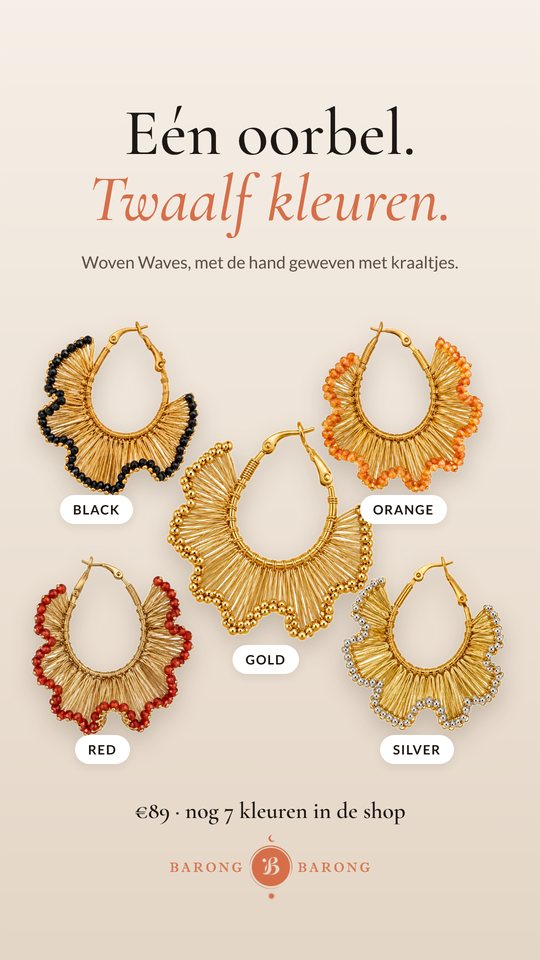 Eén oorbel.
Twaalf kleuren.
Woven Waves, met de hand geweven met kraaltjes.
BLACK
ORANGE
GOLD
RED
SILVER
€89 · nog 7 kleuren in de shop
BARONG B BARONG